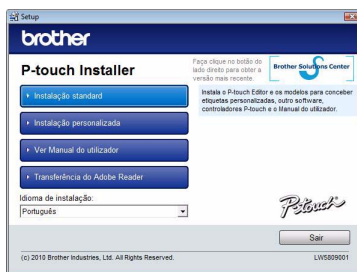 Setup
brother
P-touch Installer
Faça clique no botão do
lado direito para obter a
versão mais recente.
Brother Solutions Center
Instalação standard
Instalação personalizada
Ver Manual do utilizador
Transferência do Adobe Reader
Instala o P-touch Editor e os modelos para conceber
etiquetas personalizadas, outro software,
controladores P-touch e o Manual do utilizador.
Idioma de instalação:
Português
P-touch
Sair
(c) 2010 Brother Industries, Ltd. All Rights Reserved.
LW5809001